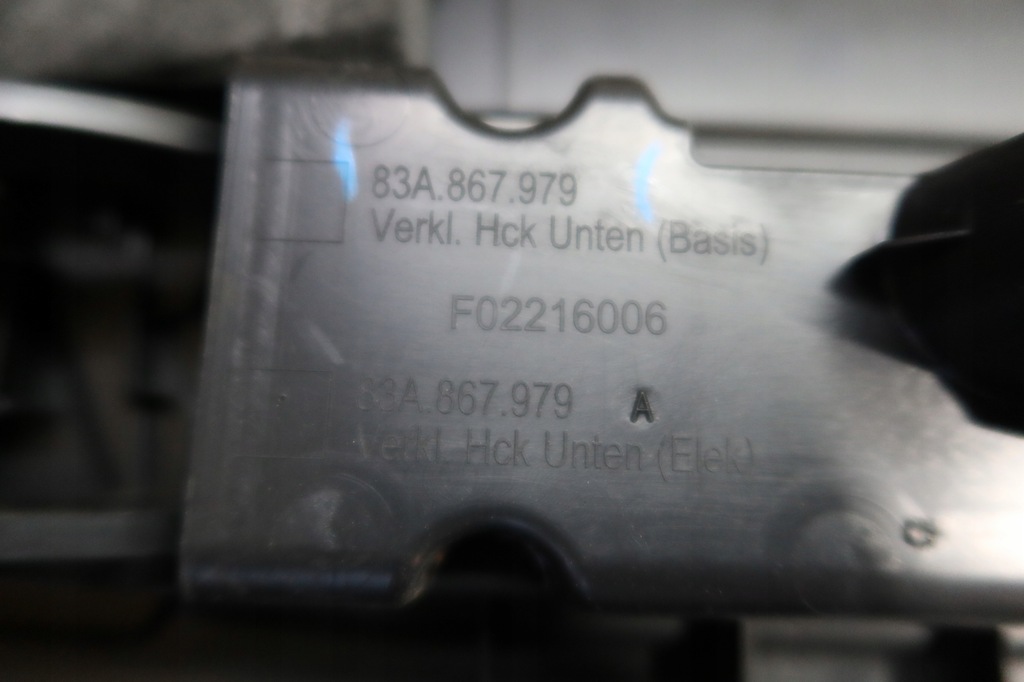 83A.867.979
Verkl. Hck Unten (Basis)
F02216006
83A.867.979 A
Verkl. Hck Unten (Elek)